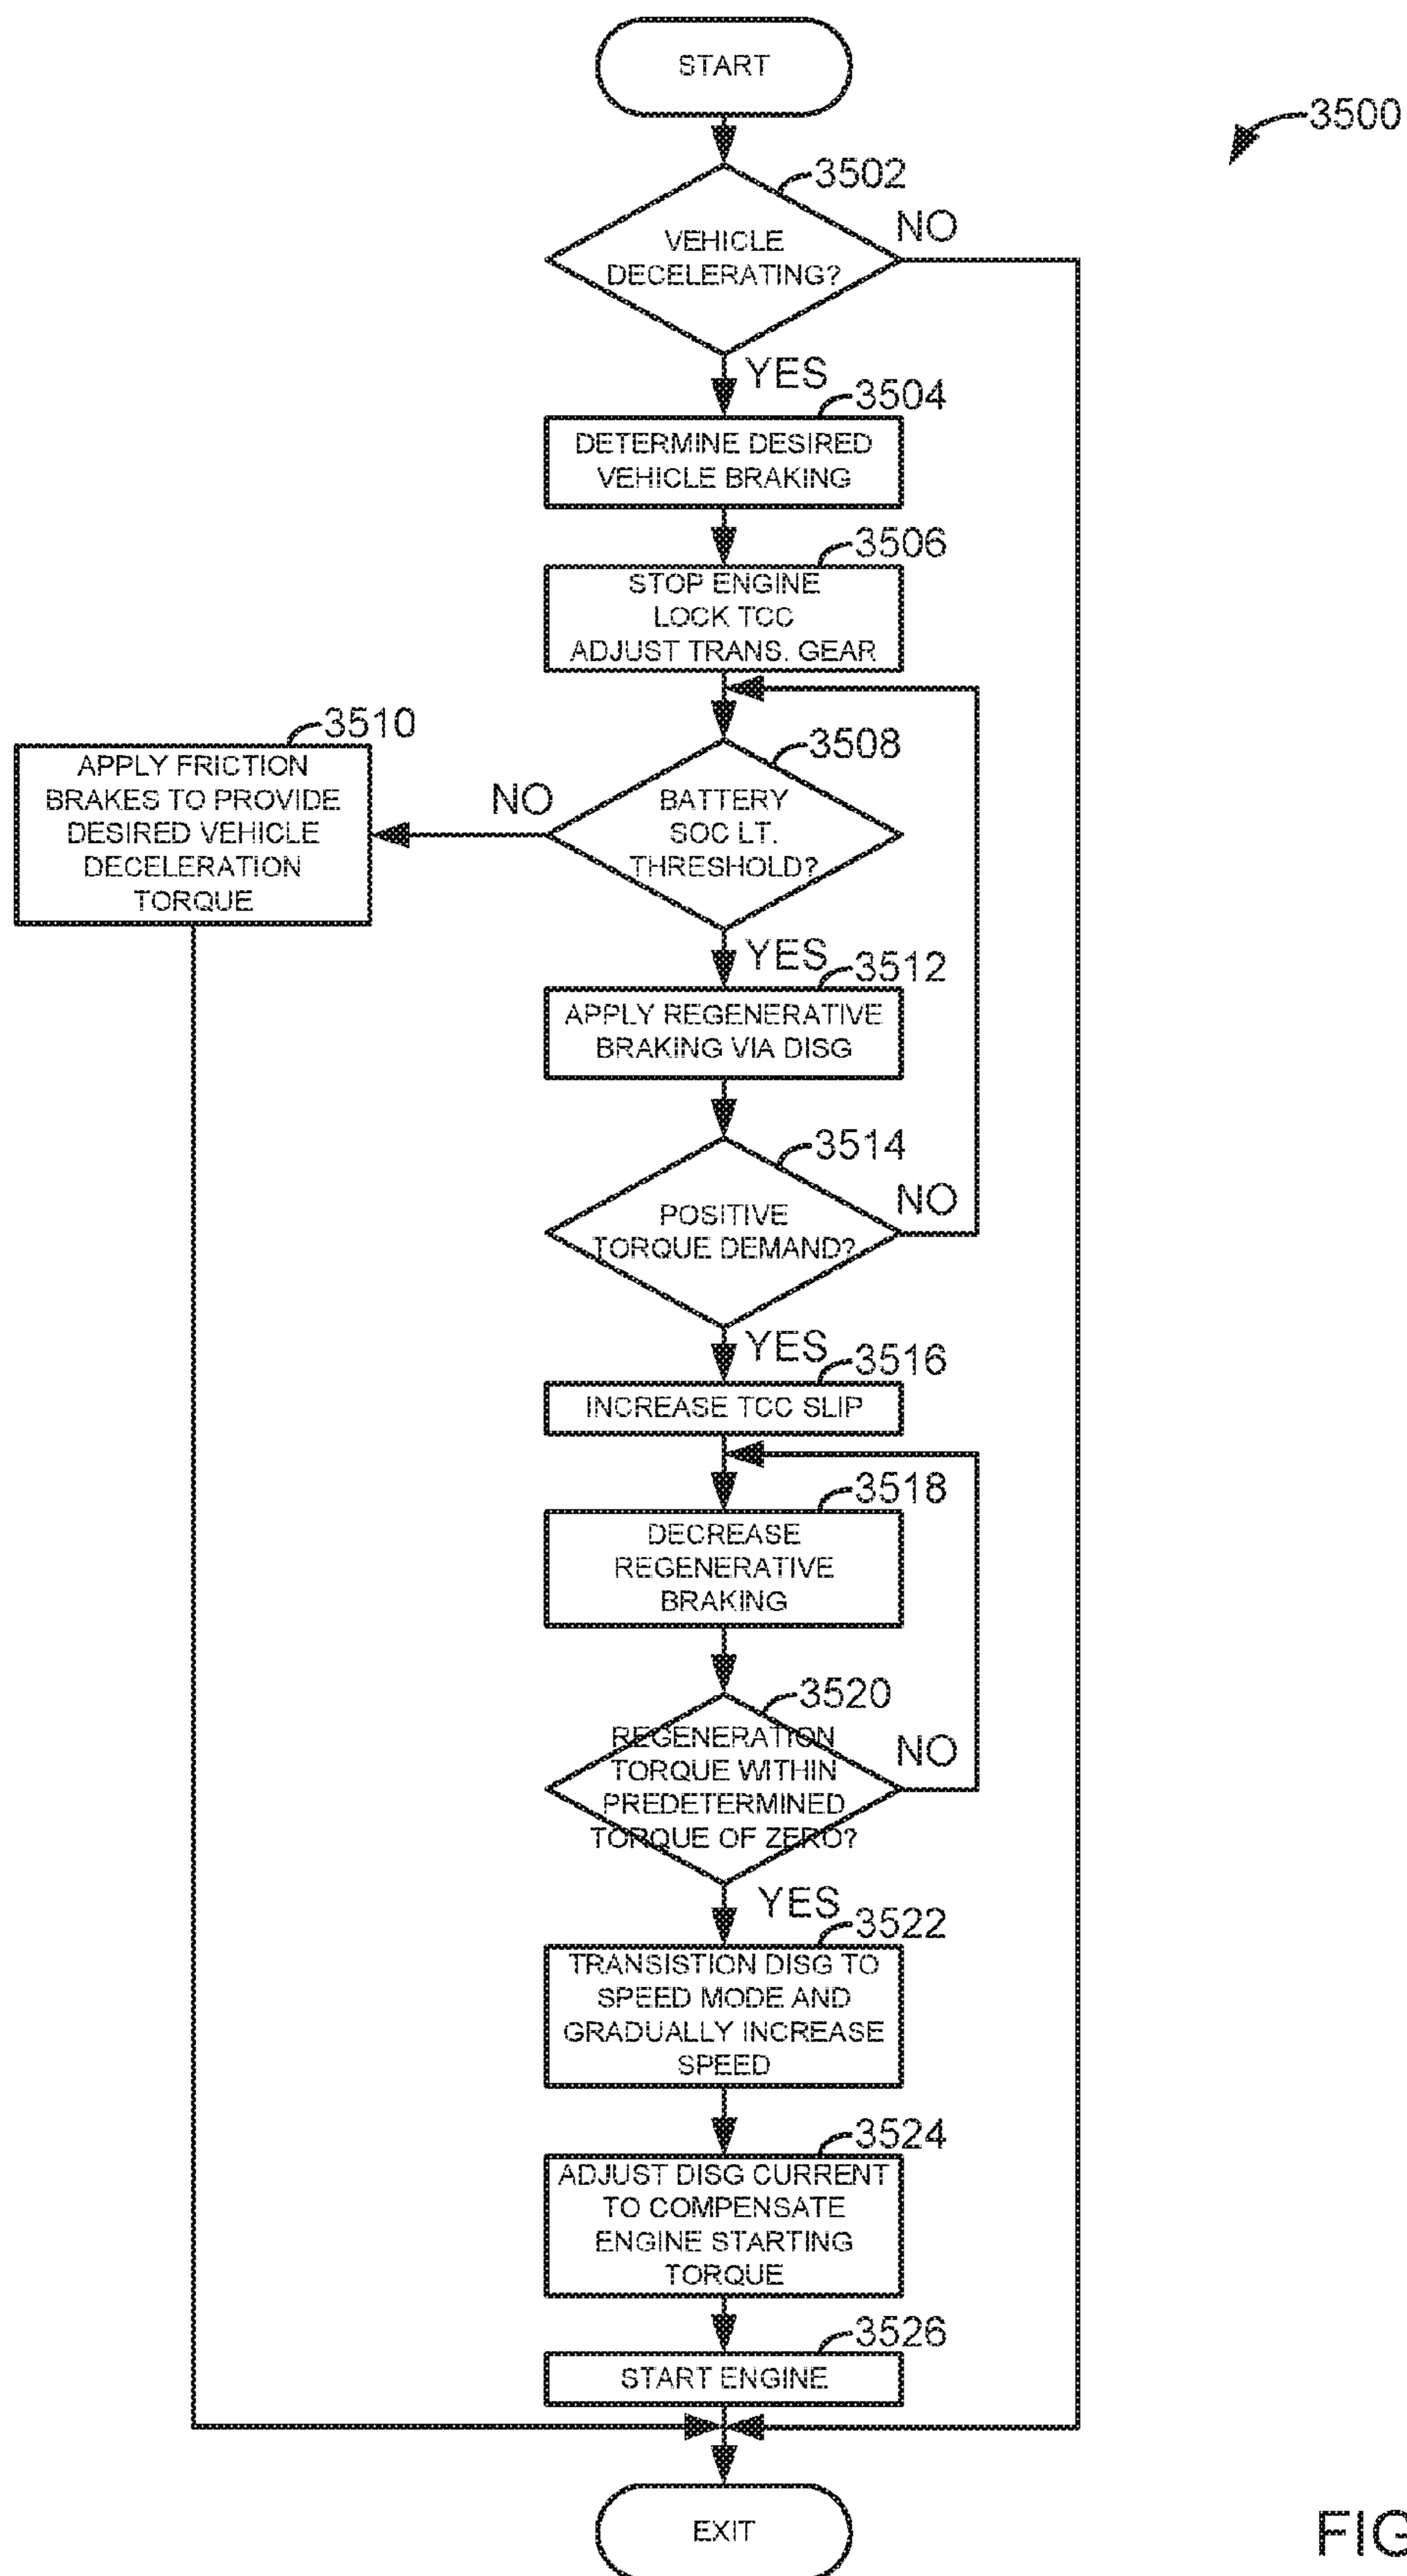 START
3500
3502
VEHICLE
DECELERATING?
NO
YES
3504
DETERMINE DESIRED
VEHICLE BRAKING
3506
STOP ENGINE
LOCK TCC
ADJUST TRANS. GEAR
3510
APPLY FRICTION
BRAKES TO PROVIDE
DESIRED VEHICLE
DECELERATION
TORQUE
NO
3508
BATTERY
SOC LT.
THRESHOLD?
YES
3512
APPLY REGENERATIVE
BRAKING VIA DISG
3514
POSITIVE
TORQUE DEMAND?
NO
YES
3516
INCREASE TCC SLIP
3518
DECREASE
REGENERATIVE
BRAKING
3520
REGENERATION
TORQUE WITHIN
PREDETERMINED
TORQUE OF ZERO?
NO
YES
3522
TRANSISTION DISG TO
SPEED MODE AND
GRADUALLY INCREASE
SPEED
3524
ADJUST DISG CURRENT
TO COMPENSATE
ENGINE STARTING
TORQUE
3526
START ENGINE
EXIT
FIG